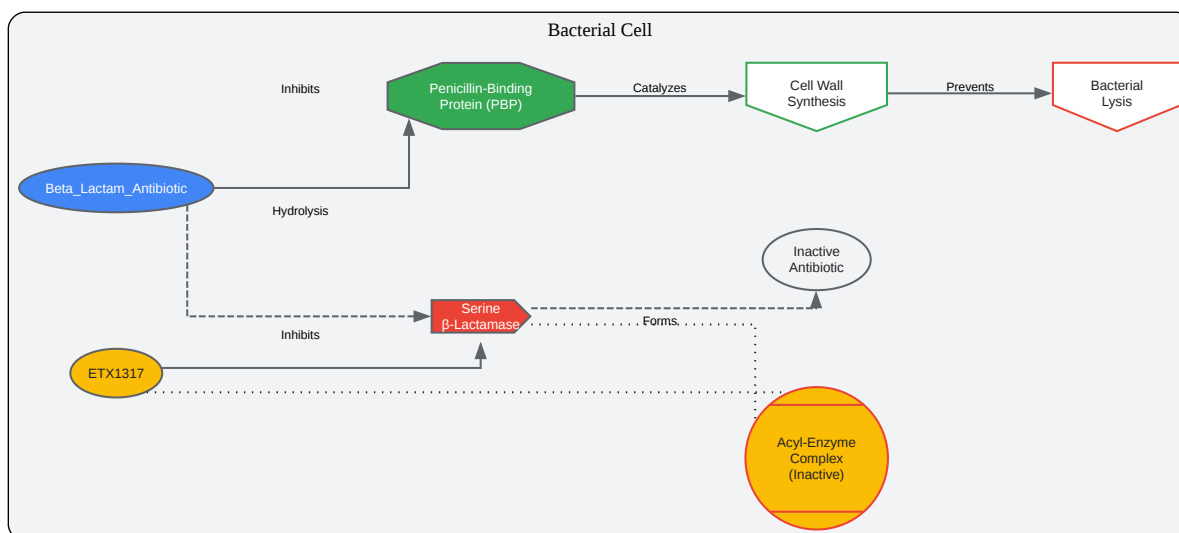 Bacterial Cell
Inhibits
Penicillin-Binding
Protein (PBP)
Catalyzes
Cell Wall
Synthesis
Prevents
Bacterial
Lysis
Beta_Lactam_Antibiotic
Hydrolysis
Inactive
Antibiotic
Serine
β-Lactamase
Forms
Inhibits
ETX1317
Acyl-Enzyme
Complex
(Inactive)